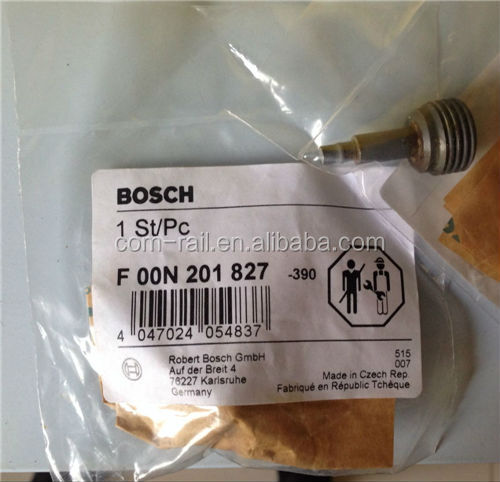 BOSCH
1 St/Pc
com-rail.en.alibaba.com
F 00N 201 827 -390
4 047024 054837
Robert Bosch GmbH
Auf der Breit 4
76227 Karlsruhe
Germany
515
007
Made in Czech Rep.
Fabriqué en République Tchèque